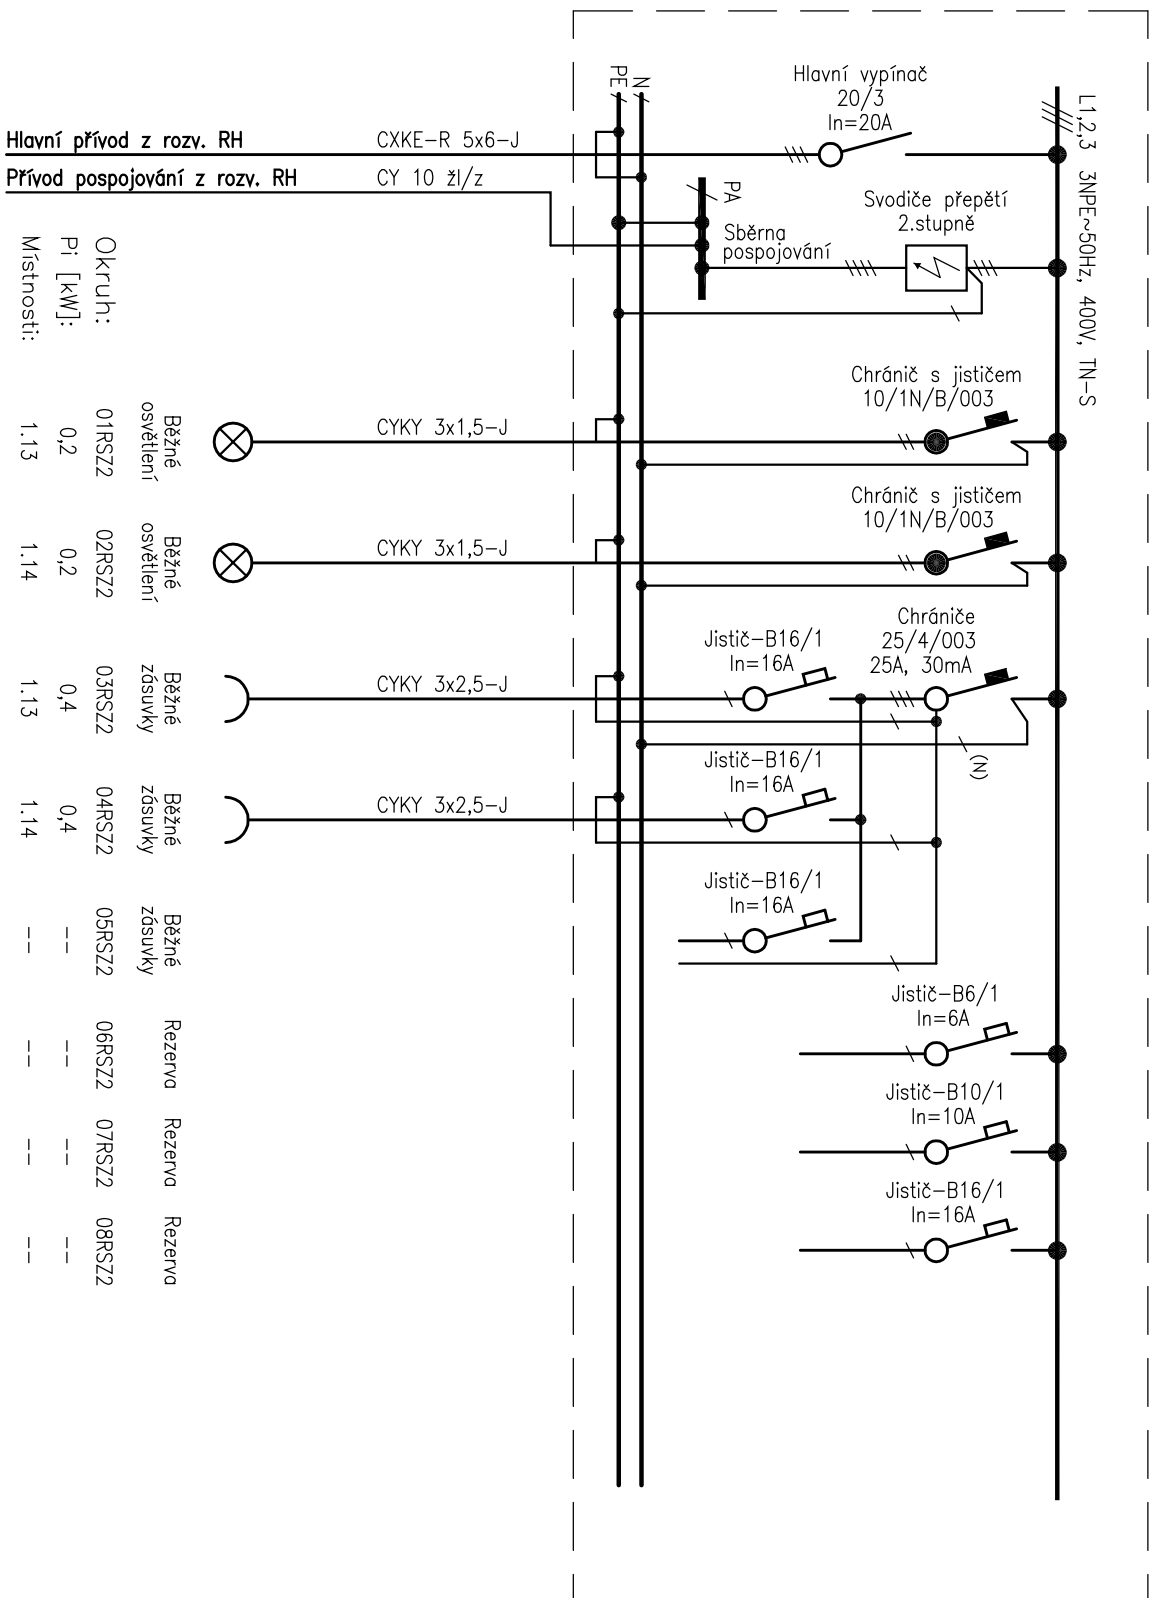 PE
N
Hlavní vypínač
20/3
In=20A
L1,2,3 3NPE~50Hz, 400V, TN-S
Hlavní přívod z rozv. RH
CXKE-R 5x6-J
Přívod pospojování z rozv. RH
CY 10 žl/z
PA
Sběrna
pospojování
Svodiče přepětí
2.stupně
Okruh:
Pi [kW]:
Místnosti:
Chránič s jističem
10/1N/B/003
CYKY 3x1,5-J
Běžné
osvětlení
01RSZ2
0,2
1.13
Chránič s jističem
10/1N/B/003
CYKY 3x1,5-J
Běžné
osvětlení
02RSZ2
0,2
1.14
Chrániče
25/4/003
25A, 30mA
(N)
Jistič-B16/1
In=16A
CYKY 3x2,5-J
Běžné
zásuvky
03RSZ2
0,4
1.13
Jistič-B16/1
In=16A
CYKY 3x2,5-J
Běžné
zásuvky
04RSZ2
0,4
1.14
Jistič-B16/1
In=16A
Běžné
zásuvky
05RSZ2
--
--
Jistič-B6/1
In=6A
Rezerva
06RSZ2
--
--
Jistič-B10/1
In=10A
Rezerva
07RSZ2
--
--
Jistič-B16/1
In=16A
Rezerva
08RSZ2
--
--